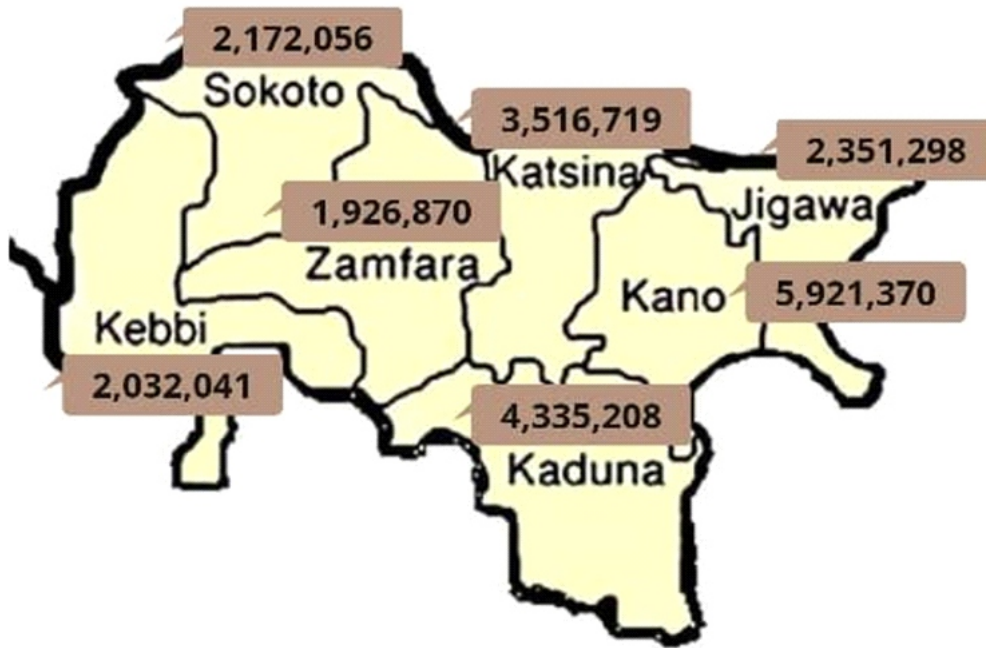 2,172,056
Sokoto
3,516,719
Katsina
2,351,298
Jigawa
1,926,870
Zamfara
Kano
5,921,370
Kebbi
2,032,041
4,335,208
Kaduna